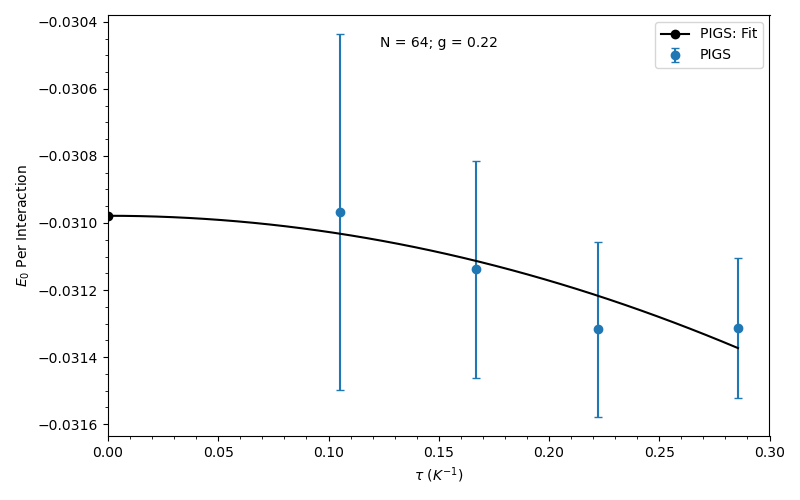 N = 64; g = 0.22
PIGS: Fit
PIGS
−0.0304
−0.0306
−0.0308
−0.0310
−0.0312
−0.0314
−0.0316
E₀ Per Interaction
0.00 0.05 0.10 0.15 0.20 0.25 0.30
τ (K⁻¹)